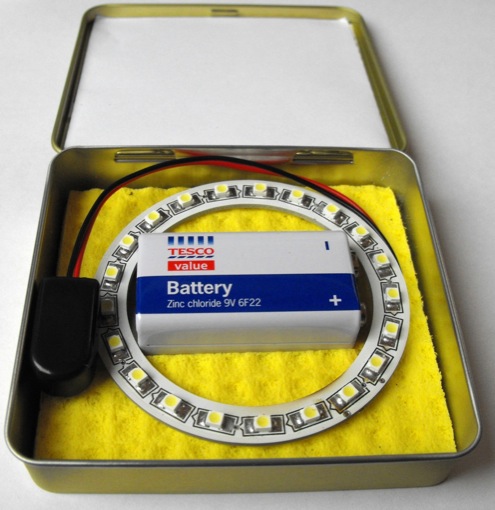 TESCO
value
Battery
Zinc chloride 9V 6F22
-
+